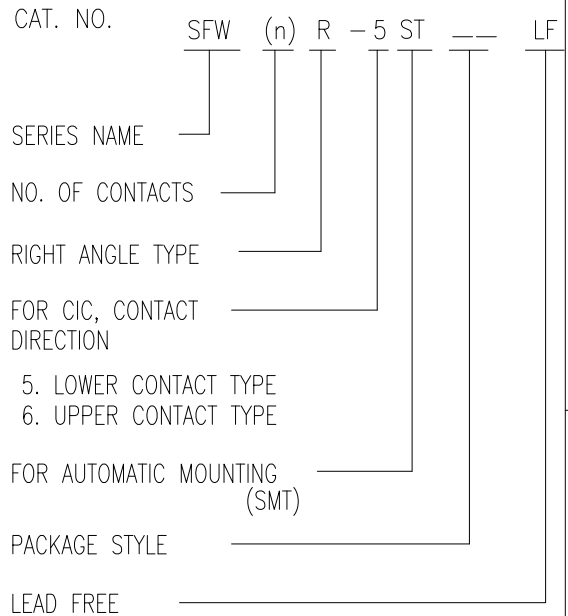 CAT. NO.
SFW (n) R -5 ST __ LF
SERIES NAME
NO. OF CONTACTS
RIGHT ANGLE TYPE
FOR CIC, CONTACT
DIRECTION
5. LOWER CONTACT TYPE
6. UPPER CONTACT TYPE
FOR AUTOMATIC MOUNTING
(SMT)
PACKAGE STYLE
LEAD FREE